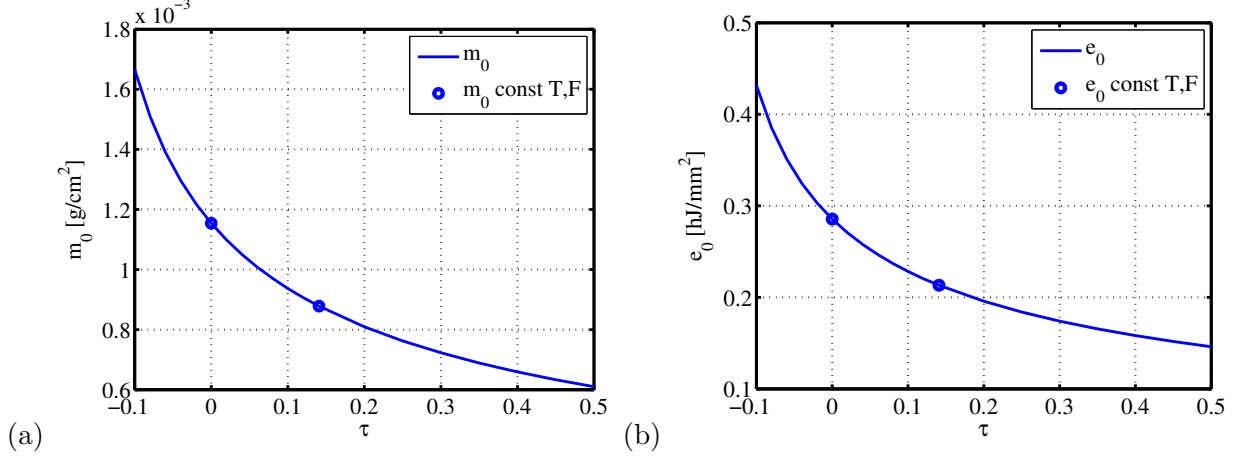 x 10^-3
1.8
1.6
1.4
1.2
1
0.8
0.6
m_0 [g/cm^2]
−0.1 0 0.1 0.2 0.3 0.4 0.5
τ
m_0
m_0 const T,F
(a)
0.5
0.4
0.3
0.2
0.1
e_0 [hJ/mm^2]
−0.1 0 0.1 0.2 0.3 0.4 0.5
τ
e_0
e_0 const T,F
(b)